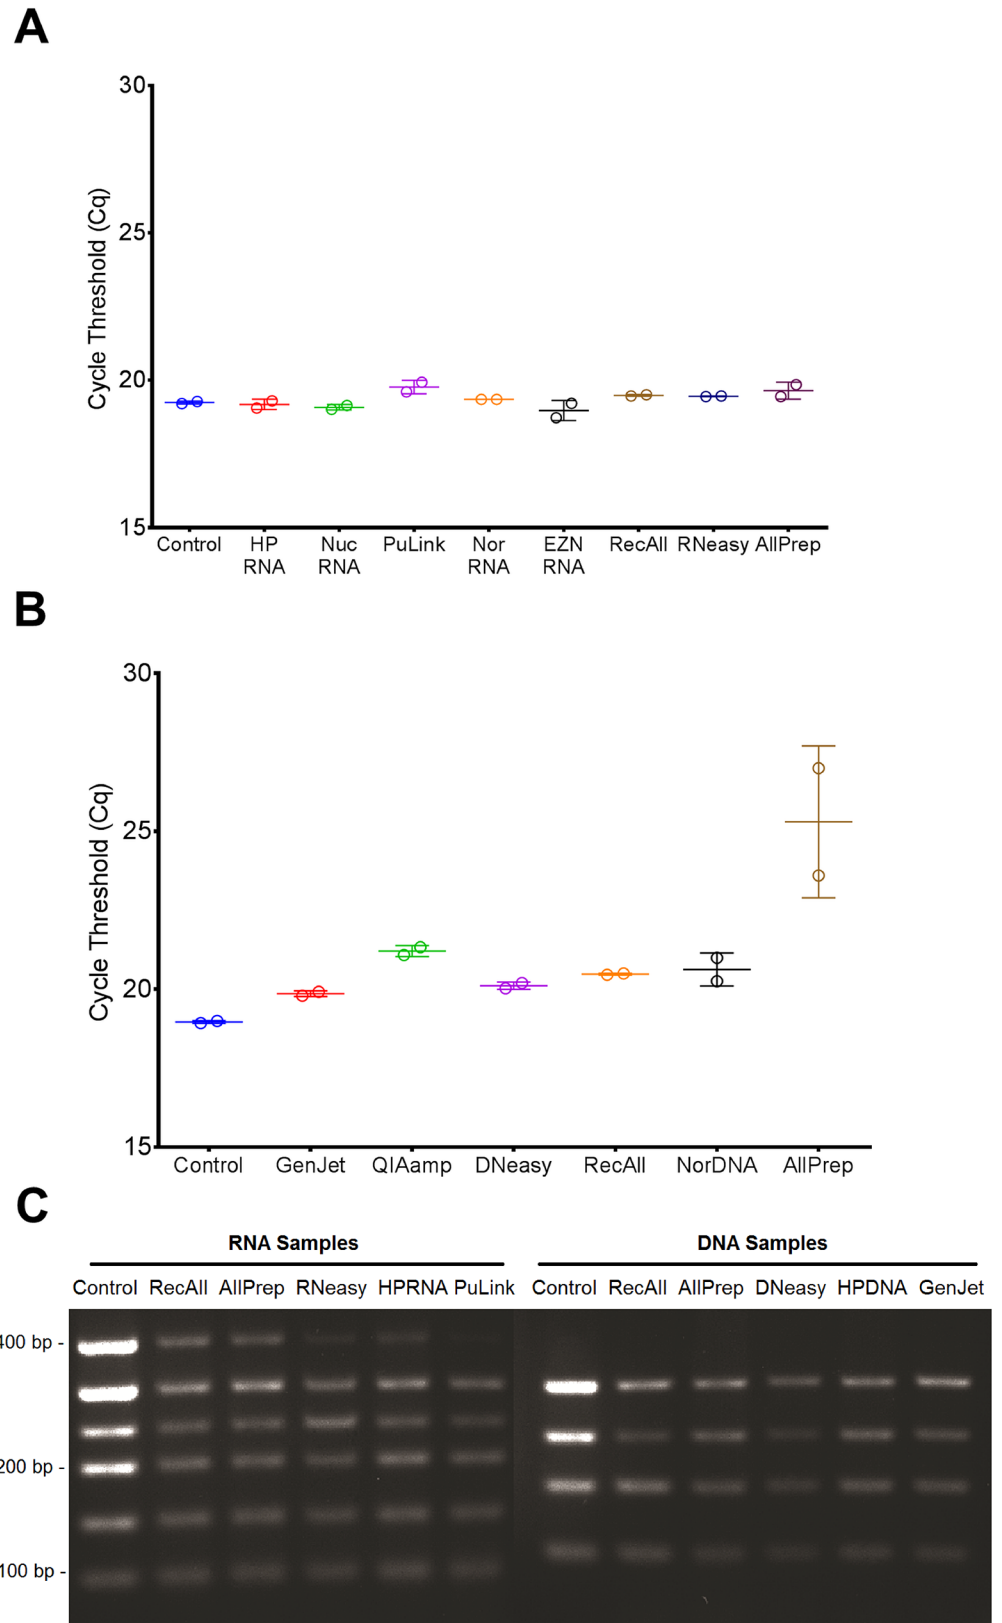 A
30
25
20
15
Cycle Threshold (Cq)
Control HP RNA Nuc RNA PuLink Nor RNA EZN RNA RecAll RNeasy AllPrep
B
30
25
20
15
Cycle Threshold (Cq)
Control GenJet QIAamp DNeasy RecAll NorDNA AllPrep
C
RNA Samples DNA Samples
Control RecAll AllPrep RNeasy HPRNA PuLink Control RecAll AllPrep DNeasy HPDNA GenJet
400 bp -
200 bp -
100 bp -